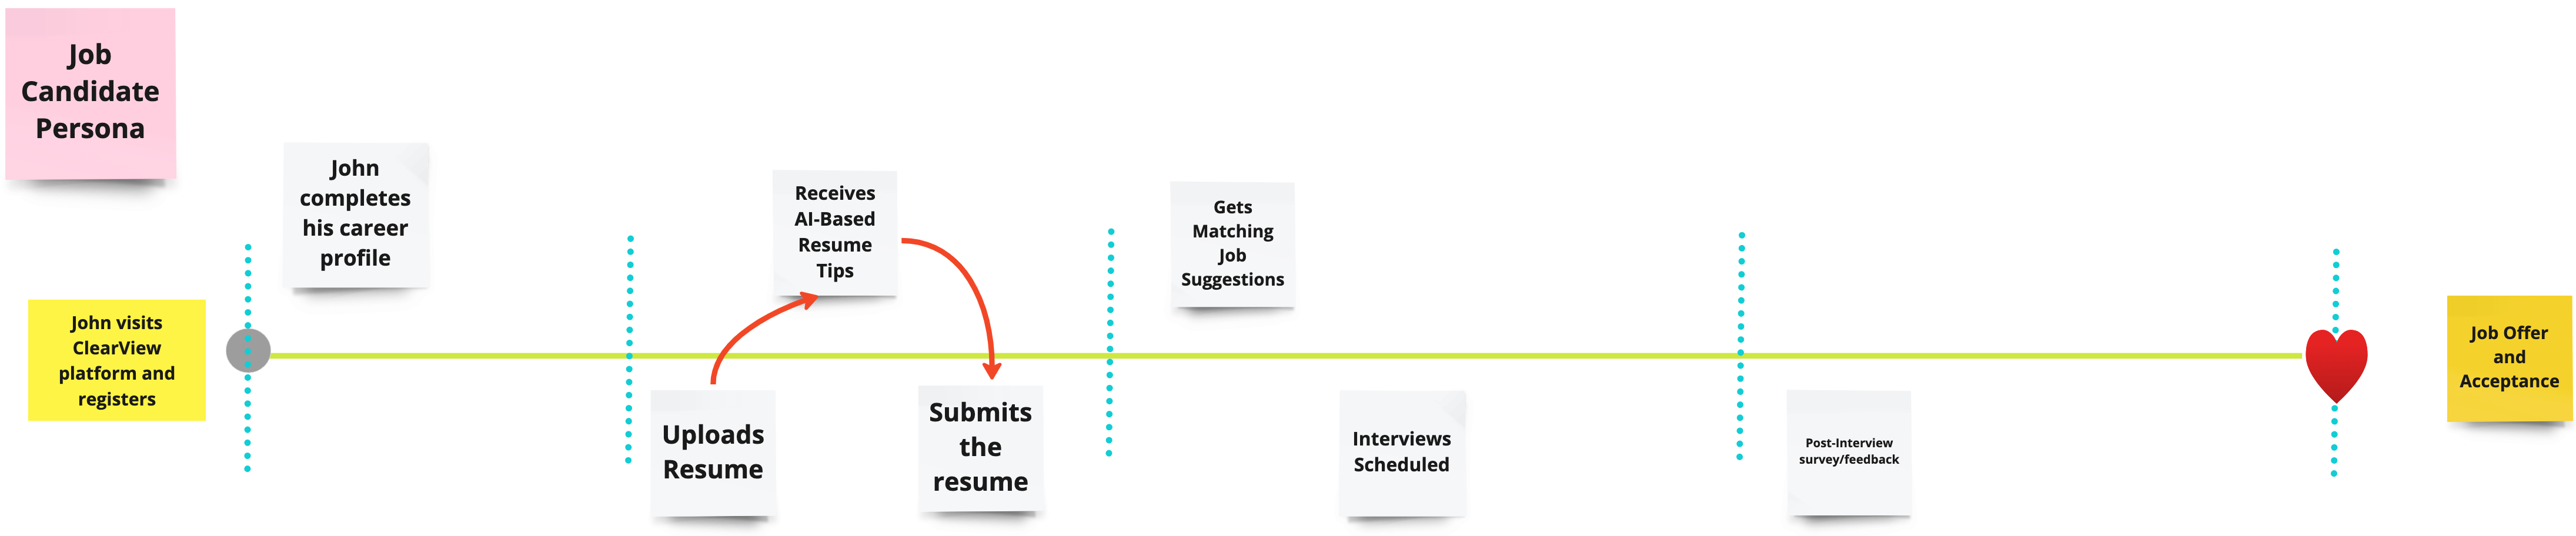 Job
Candidate
Persona
John visits
ClearView
platform and
registers
John
completes
his career
profile
Uploads
Resume
Receives
AI-Based
Resume
Tips
Submits
the
resume
Gets
Matching
Job
Suggestions
Interviews
Scheduled
Post-Interview
survey/feedback
Job Offer
and
Acceptance